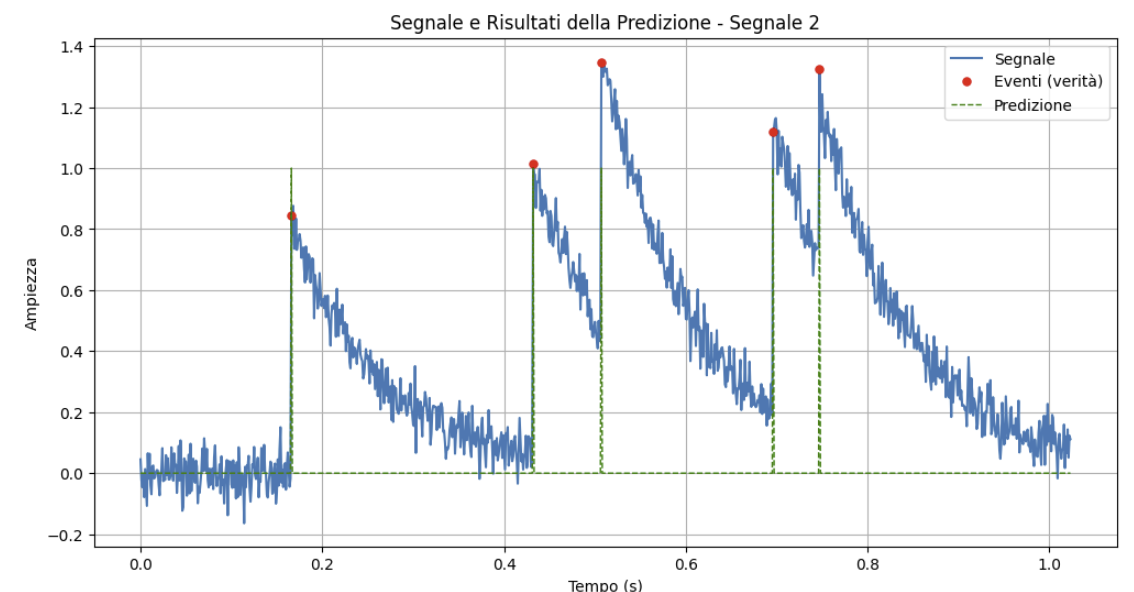 Segnale e Risultati della Predizione - Segnale 2
1.4
1.2
1.0
0.8
0.6
0.4
0.2
0.0
−0.2
Ampiezza
Segnale
Eventi (verità)
Predizione
0.0 0.2 0.4 0.6 0.8 1.0
Tempo (s)